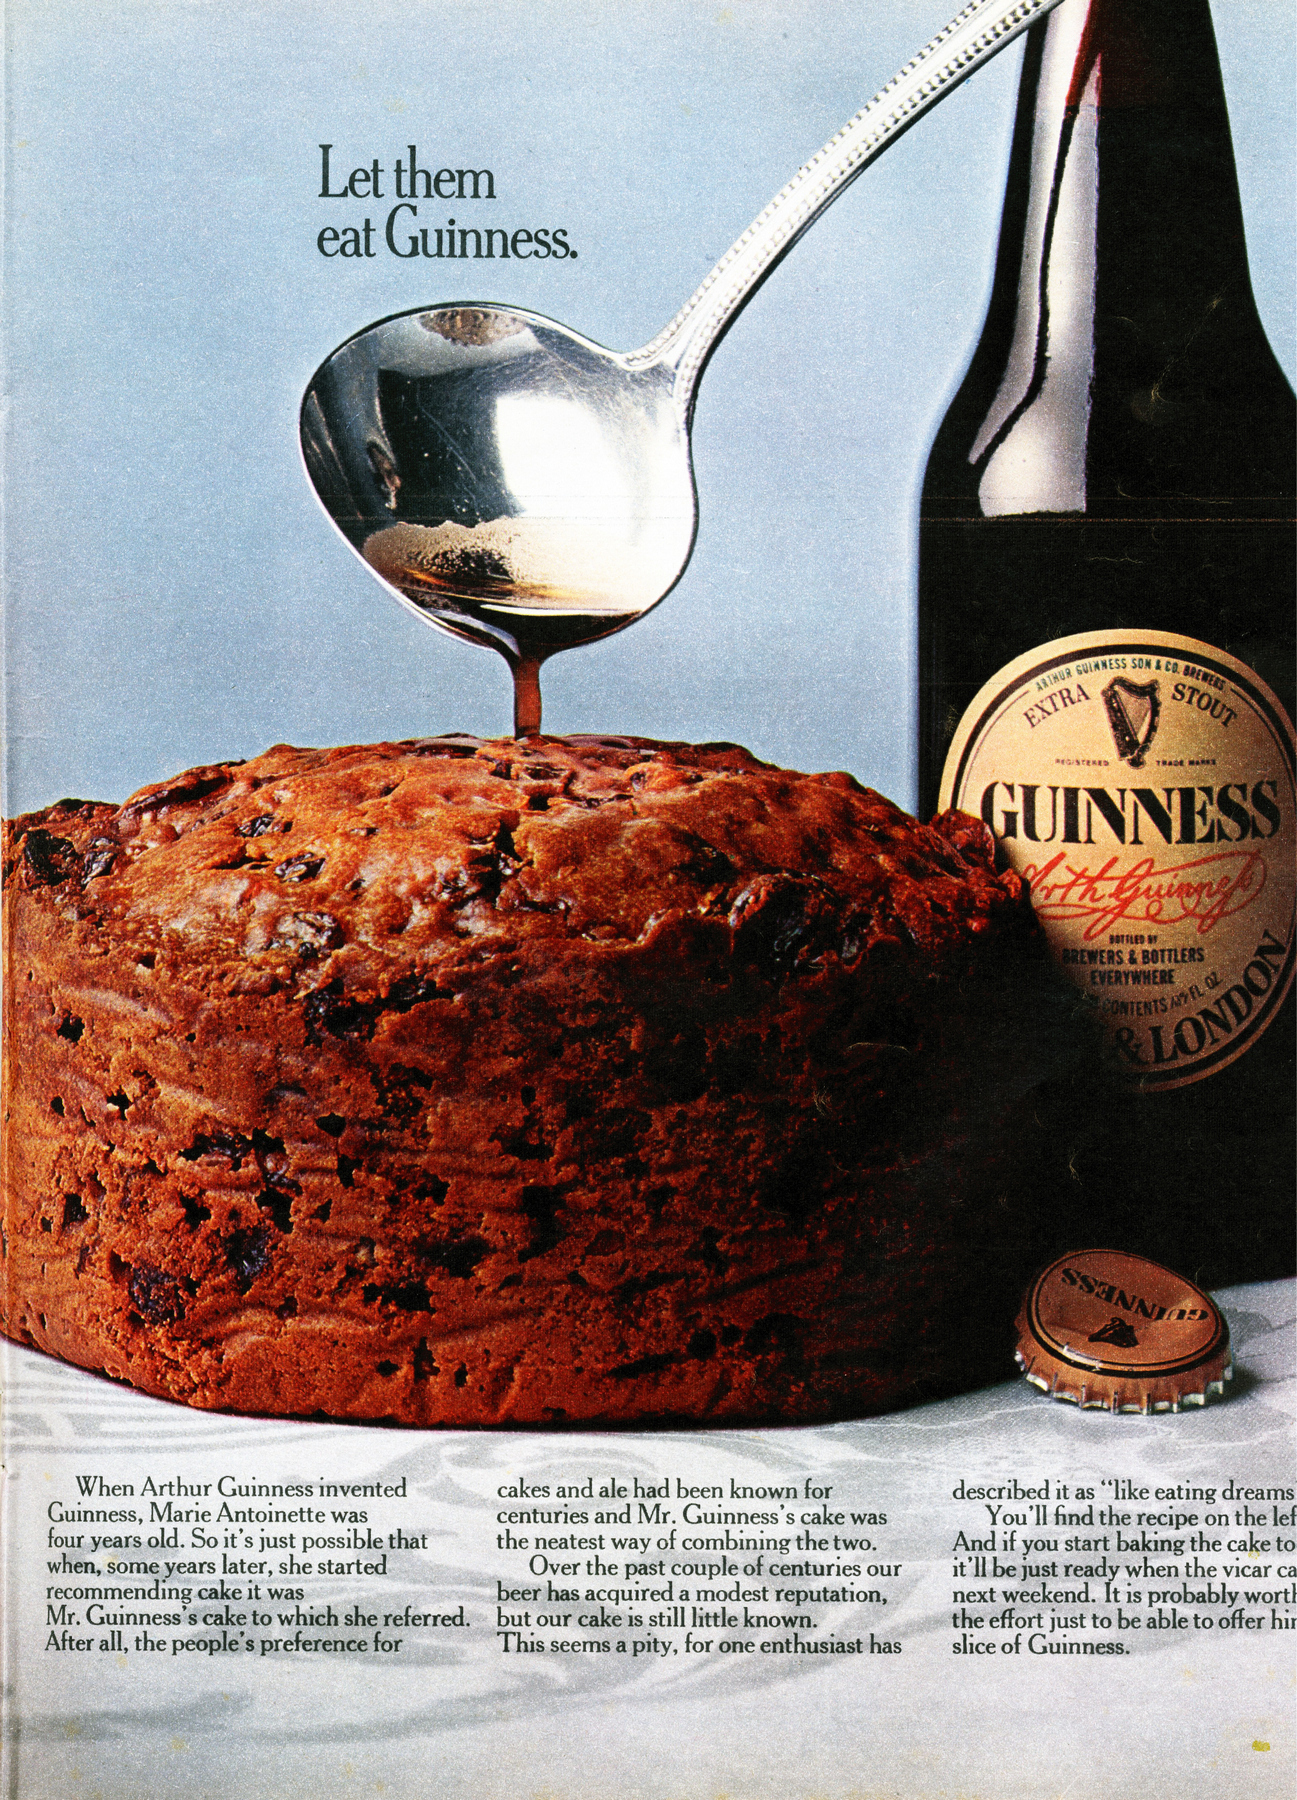 Let them
eat Guinness.
ARTHUR GUINNESS SON & CO. BREWERS
EXTRA STOUT
REGISTERED TRADE MARKS
GUINNESS
Arth Guinness
BOTTLED BY
BREWERS & BOTTLERS
EVERYWHERE
CONTENTS FL OZ
& LONDON
GUINNESS
When Arthur Guinness invented
Guinness, Marie Antoinette was
four years old. So it's just possible that
when, some years later, she started
recommending cake it was
Mr. Guinness's cake to which she referred.
After all, the people's preference for
cakes and ale had been known for
centuries and Mr. Guinness's cake was
the neatest way of combining the two.
Over the past couple of centuries our
beer has acquired a modest reputation,
but our cake is still little known.
This seems a pity, for one enthusiast has
described it as “like eating dreams
You'll find the recipe on the lef
And if you start baking the cake to
it'll be just ready when the vicar ca
next weekend. It is probably wort
the effort just to be able to offer hi
slice of Guinness.